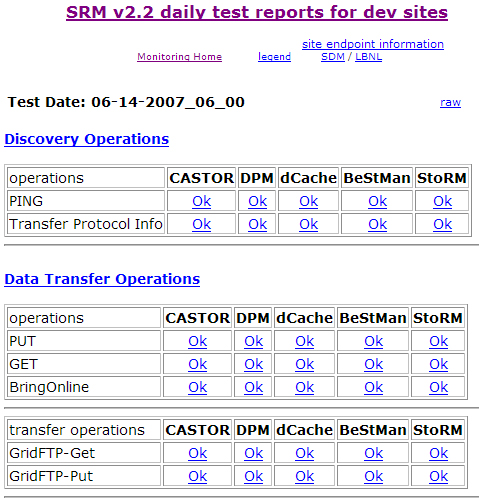 SRM v2.2 daily test reports for dev sites
site endpoint information
Monitoring Home legend SDM / LBNL
Test Date: 06-14-2007_06_00 raw
Discovery Operations
operations CASTOR DPM dCache BeStMan StoRM
PING Ok Ok Ok Ok Ok
Transfer Protocol Info Ok Ok Ok Ok Ok
Data Transfer Operations
operations CASTOR DPM dCache BeStMan StoRM
PUT Ok Ok Ok Ok Ok
GET Ok Ok Ok Ok Ok
BringOnline Ok Ok Ok Ok Ok
transfer operations CASTOR DPM dCache BeStMan StoRM
GridFTP-Get Ok Ok Ok Ok Ok
GridFTP-Put Ok Ok Ok Ok Ok